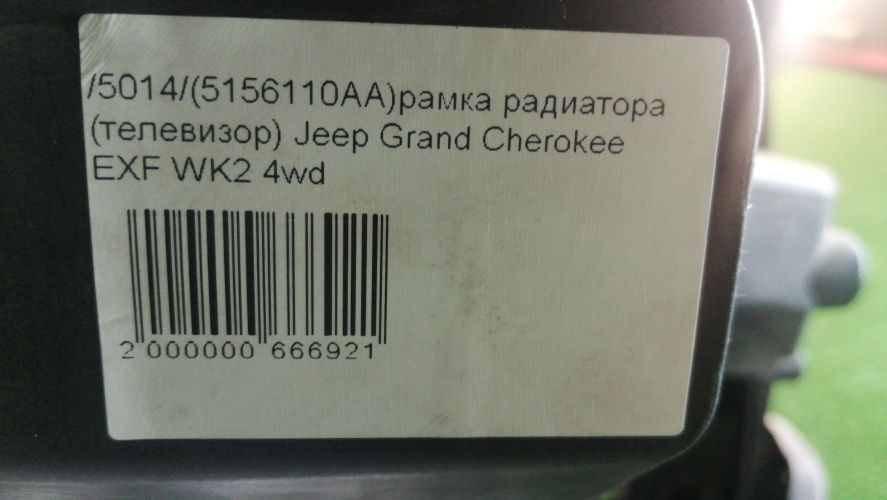 /5014/(5156110AA)рамка радиатора
(телевизор) Jeep Grand Cherokee
EXF WK2 4wd
2 000000 666921